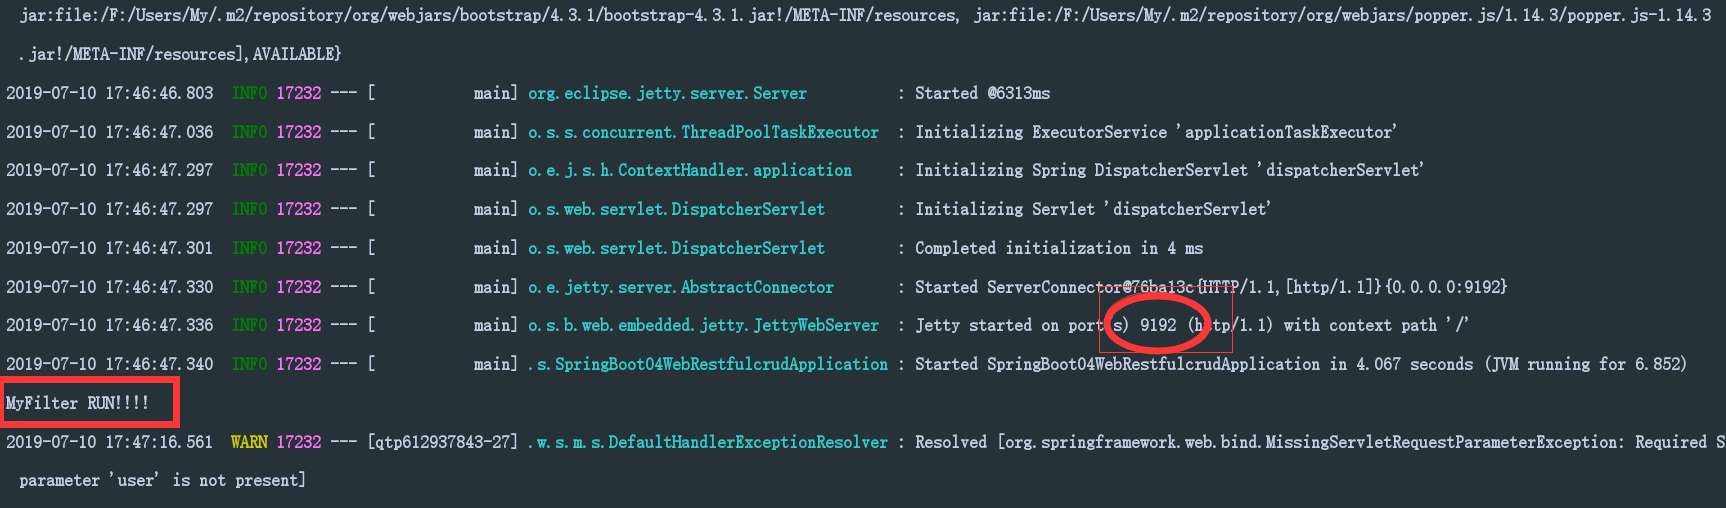 jar:file:/F:/Users/My/.m2/repository/org/webjars/bootstrap/4.3.1/bootstrap-4.3.1.jar!/META-INF/resources, jar:file:/F:/Users/My/.m2/repository/org/webjars/popper.js/1.14.3/popper.js-1.14.3
.jar!/META-INF/resources],AVAILABLE}
2019-07-10 17:46:46.803  INFO 17232 --- [           main] org.eclipse.jetty.server.Server          : Started @6313ms
2019-07-10 17:46:47.036  INFO 17232 --- [           main] o.s.s.concurrent.ThreadPoolTaskExecutor  : Initializing ExecutorService 'applicationTaskExecutor'
2019-07-10 17:46:47.297  INFO 17232 --- [           main] o.e.j.s.h.ContextHandler.application     : Initializing Spring DispatcherServlet 'dispatcherServlet'
2019-07-10 17:46:47.297  INFO 17232 --- [           main] o.s.web.servlet.DispatcherServlet        : Initializing Servlet 'dispatcherServlet'
2019-07-10 17:46:47.301  INFO 17232 --- [           main] o.s.web.servlet.DispatcherServlet        : Completed initialization in 4 ms
2019-07-10 17:46:47.330  INFO 17232 --- [           main] o.e.jetty.server.AbstractConnector       : Started ServerConnector@76ba13c{HTTP/1.1,[http/1.1]}{0.0.0.0:9192}
2019-07-10 17:46:47.336  INFO 17232 --- [           main] o.s.b.web.embedded.jetty.JettyWebServer  : Jetty started on port(s) 9192 (http/1.1) with context path '/'
2019-07-10 17:46:47.340  INFO 17232 --- [           main] .s.SpringBoot04WebRestfulcrudApplication : Started SpringBoot04WebRestfulcrudApplication in 4.067 seconds (JVM running for 6.852)
MyFilter RUN!!!!
2019-07-10 17:47:16.561  WARN 17232 --- [qtp612937843-27] .w.s.m.s.DefaultHandlerExceptionResolver : Resolved [org.springframework.web.bind.MissingServletRequestParameterException: Required S
parameter 'user' is not present]